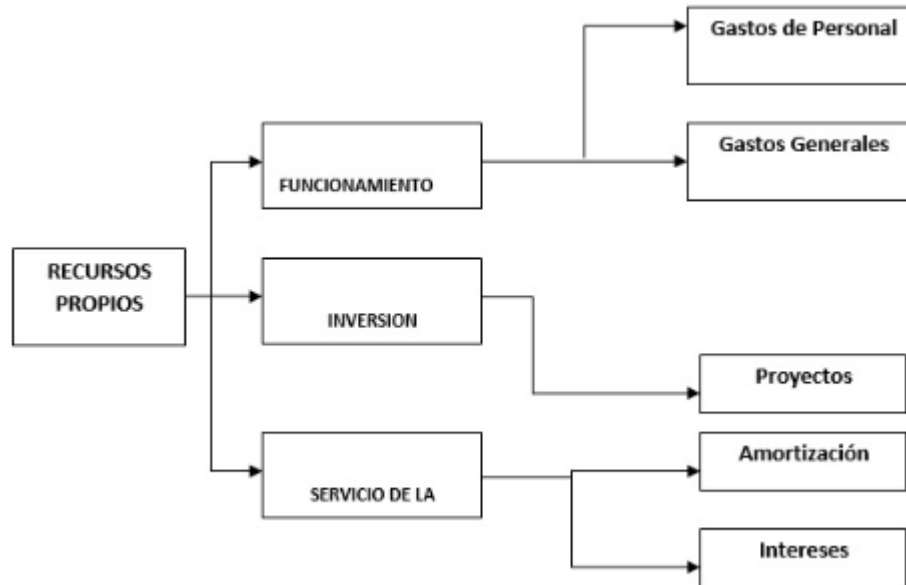 Gastos de Personal
Gastos Generales
FUNCIONAMIENTO
RECURSOS
PROPIOS
INVERSION
Proyectos
Amortización
SERVICIO DE LA
Intereses